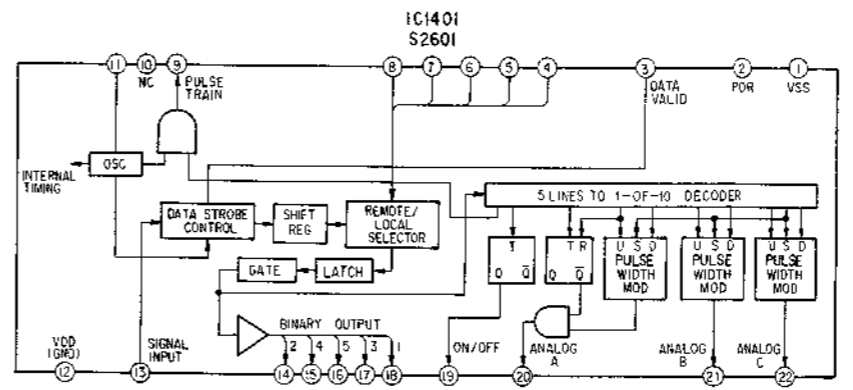 IC1401
S2601
11 10 9 8 7 6 5 4 3 2 1
NC
PULSE
TRAIN
DATA
VALID
POR
VSS
OSC
INTERNAL
TIMING
5 LINES TO 1-OF-10 DECODER
DATA STROBE
CONTROL
SHIFT
REG
REMOTE/
LOCAL
SELECTOR
T
Q Q
T R
Q Q
U S D
PULSE
WIDTH
MOD
U S D
PULSE
WIDTH
MOD
U S D
PULSE
WIDTH
MOD
GATE
LATCH
BINARY OUTPUT
2 4 5 3 1
VDD
(GND)
SIGNAL
INPUT
ON/OFF
ANALOG
A
ANALOG
B
ANALOG
C
12 13 14 15 16 17 18 19 20 21 22